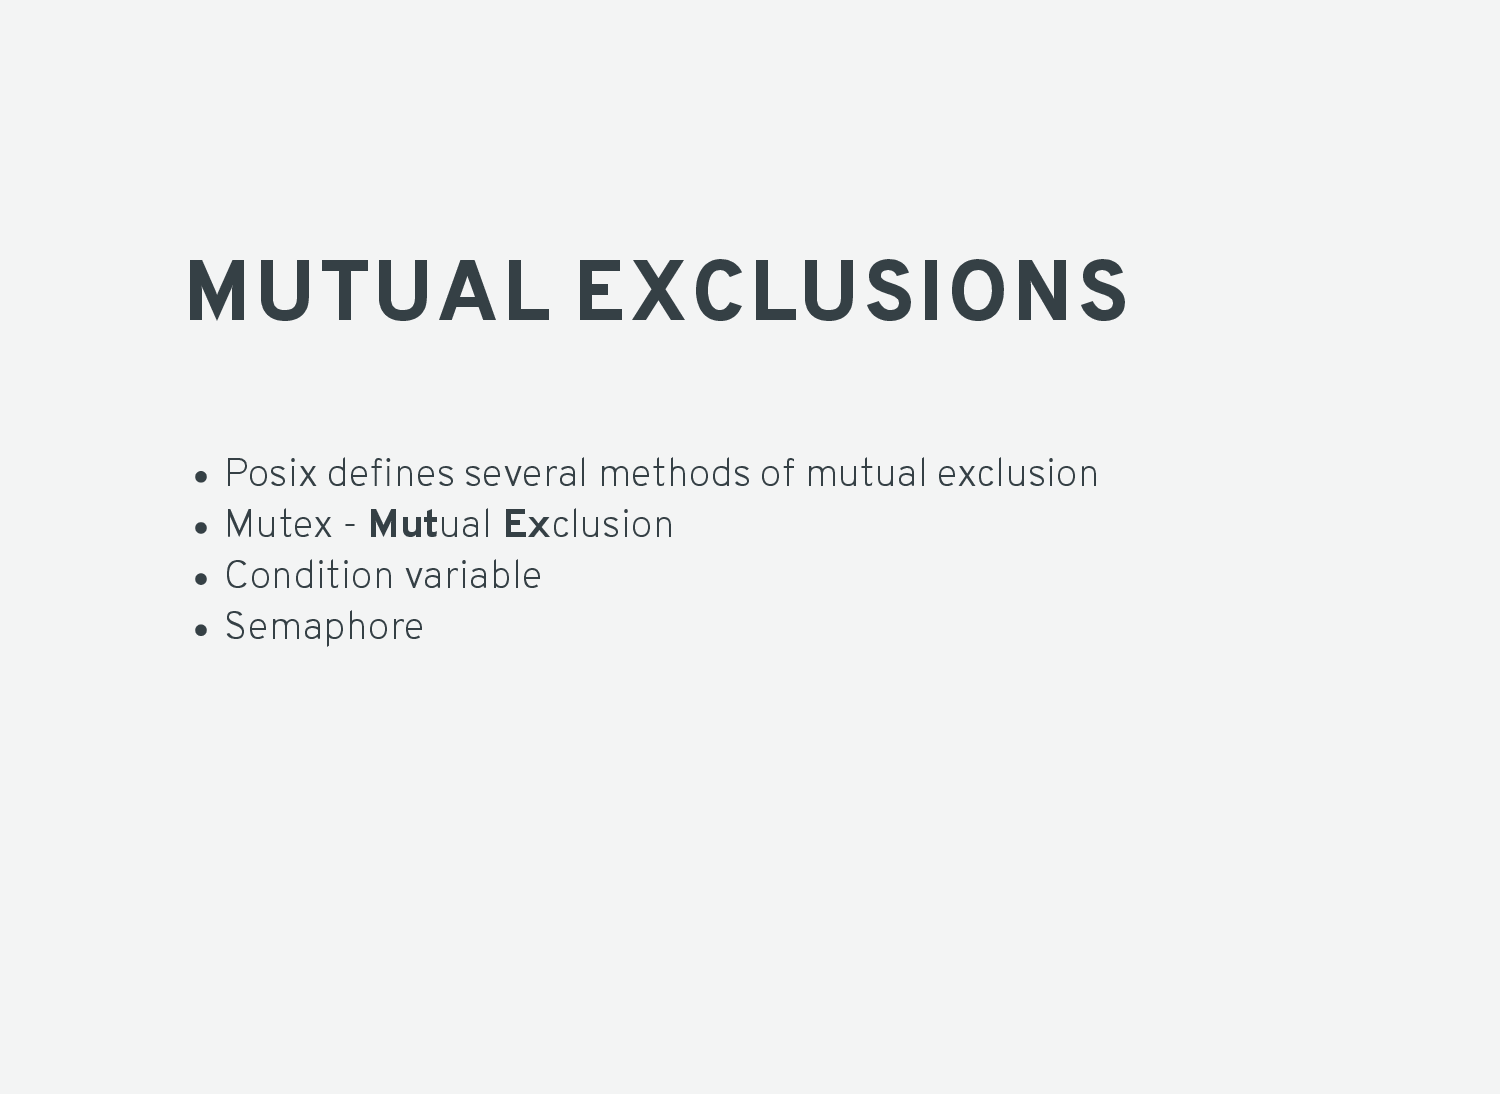 MUTUAL EXCLUSIONS
• Posix defines several methods of mutual exclusion
• Mutex - Mutual Exclusion
• Condition variable
• Semaphore